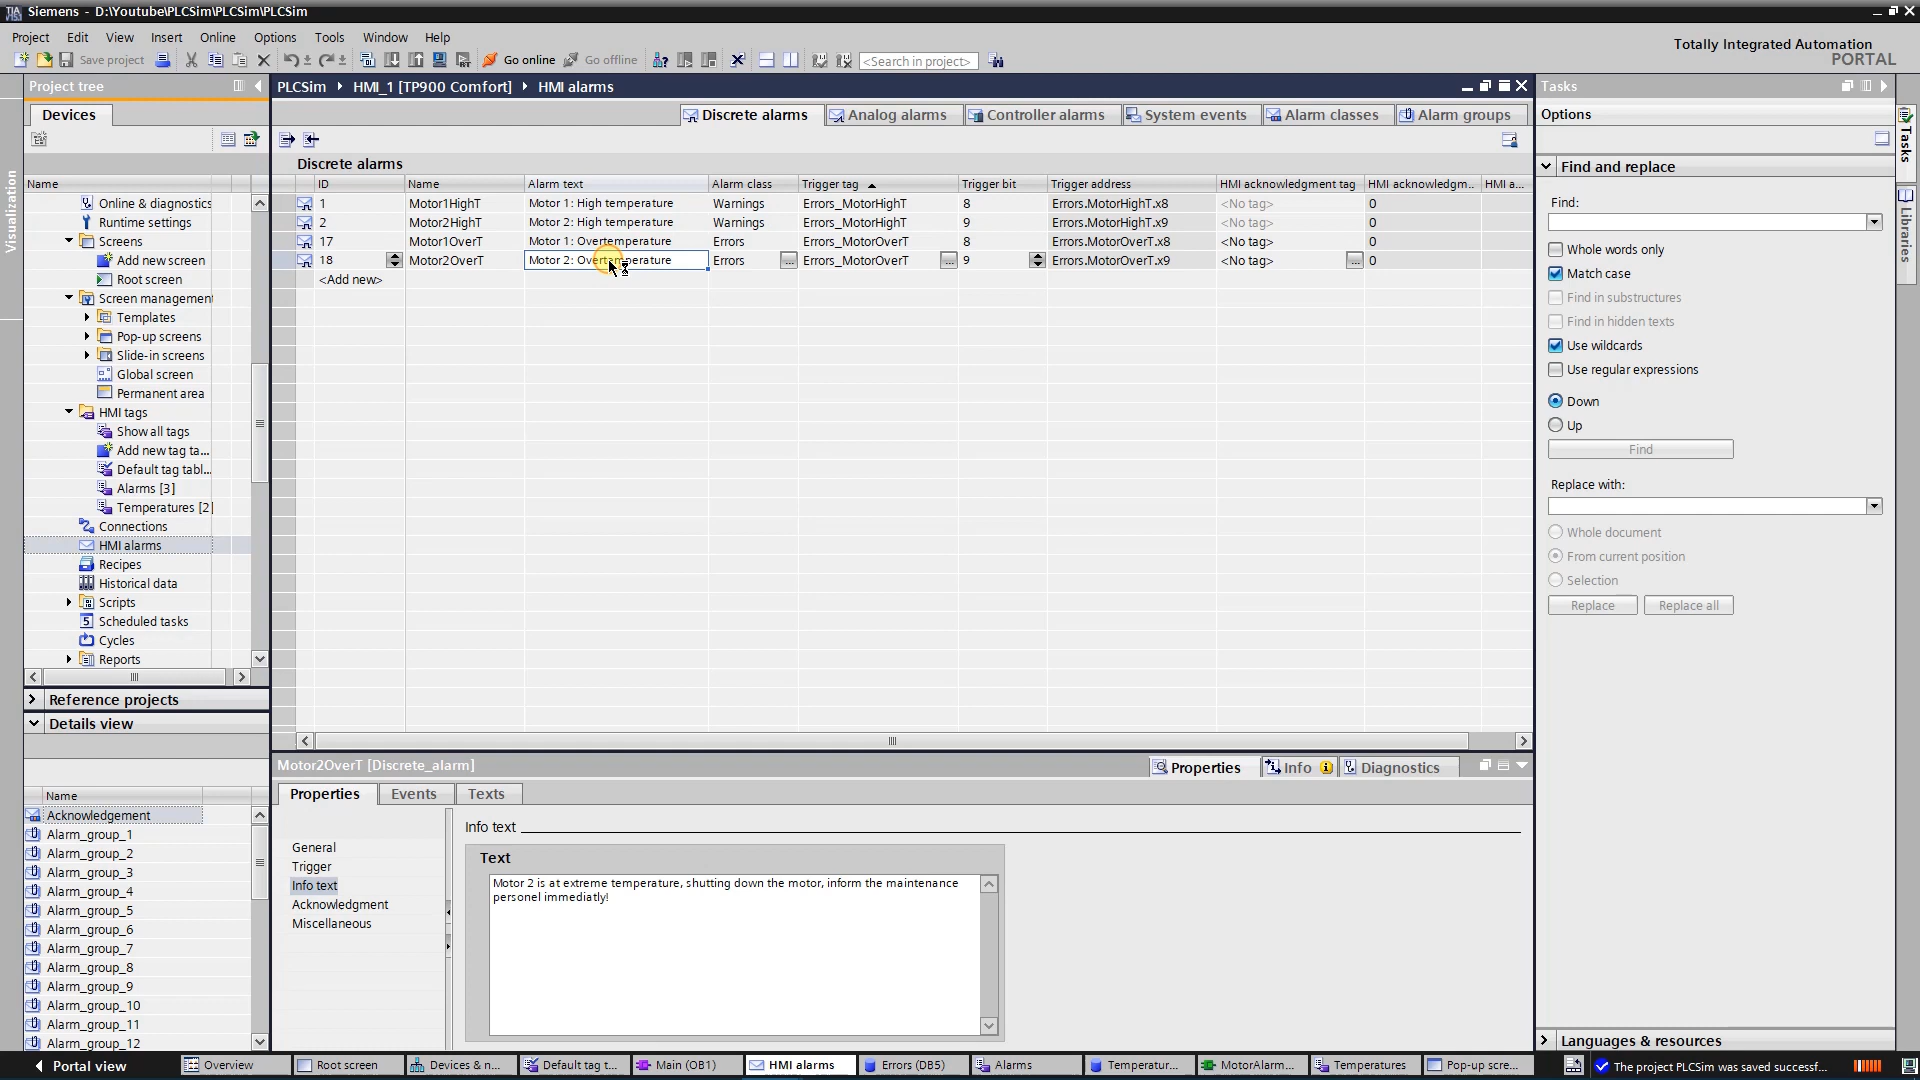 Siemens - D:\Youtube\PLCSim\PLCSim\PLCSim
Project Edit View Insert Online Options Tools Window Help
Totally Integrated Automation
PORTAL
Save project Go online Go offline <Search in project>
Project tree
PLCSim HMI_1 [TP900 Comfort] HMI alarms
Tasks
Devices
Discrete alarms Analog alarms Controller alarms System events Alarm classes Alarm groups
Options
Discrete alarms
Name
ID Name Alarm text Alarm class Trigger tag Trigger bit Trigger address HMI acknowledgment tag HMI acknowledgm... HMI a...
1 Motor1HighT Motor 1: High temperature Warnings Errors_MotorHighT 8 Errors.MotorHighT.x8 <No tag> 0
2 Motor2HighT Motor 2: High temperature Warnings Errors_MotorHighT 9 Errors.MotorHighT.x9 <No tag> 0
17 Motor1OverT Motor 1: Overtemperature Errors Errors_MotorOverT 8 Errors.MotorOverT.x8 <No tag> 0
18 Motor2OverT Motor 2: Overtemperature Errors ... Errors_MotorOverT ... 9 Errors.MotorOverT.x9 <No tag> ... 0
<Add new>
Online & diagnostics
Runtime settings
Screens
Add new screen
Root screen
Screen management
Templates
Pop-up screens
Slide-in screens
Global screen
Permanent area
HMI tags
Show all tags
Add new tag ta...
Default tag tabl...
Alarms [3]
Temperatures [2]
Connections
HMI alarms
Recipes
Historical data
Scripts
Scheduled tasks
Cycles
Reports
Visualization
Reference projects
Details view
Name
Acknowledgement
Alarm_group_1
Alarm_group_2
Alarm_group_3
Alarm_group_4
Alarm_group_5
Alarm_group_6
Alarm_group_7
Alarm_group_8
Alarm_group_9
Alarm_group_10
Alarm_group_11
Alarm_group_12
Motor2OverT [Discrete_alarm]
Properties Info Diagnostics
Properties Events Texts
General
Trigger
Info text
Acknowledgment
Miscellaneous
Info text
Text
Motor 2 is at extreme temperature, shutting down the motor, inform the maintenance
personel immediatly!
Find and replace
Find:
Whole words only
Match case
Find in substructures
Find in hidden texts
Use wildcards
Use regular expressions
Down
Up
Find
Replace with:
Whole document
From current position
Selection
Replace Replace all
Languages & resources
Tasks
Libraries
Portal view Overview Root screen Devices & n... Default tag t... Main (OB1) HMI alarms Errors (DB5) Alarms Temperatur... MotorAlarm... Temperatures Pop-up scre... The project PLCSim was saved successf...